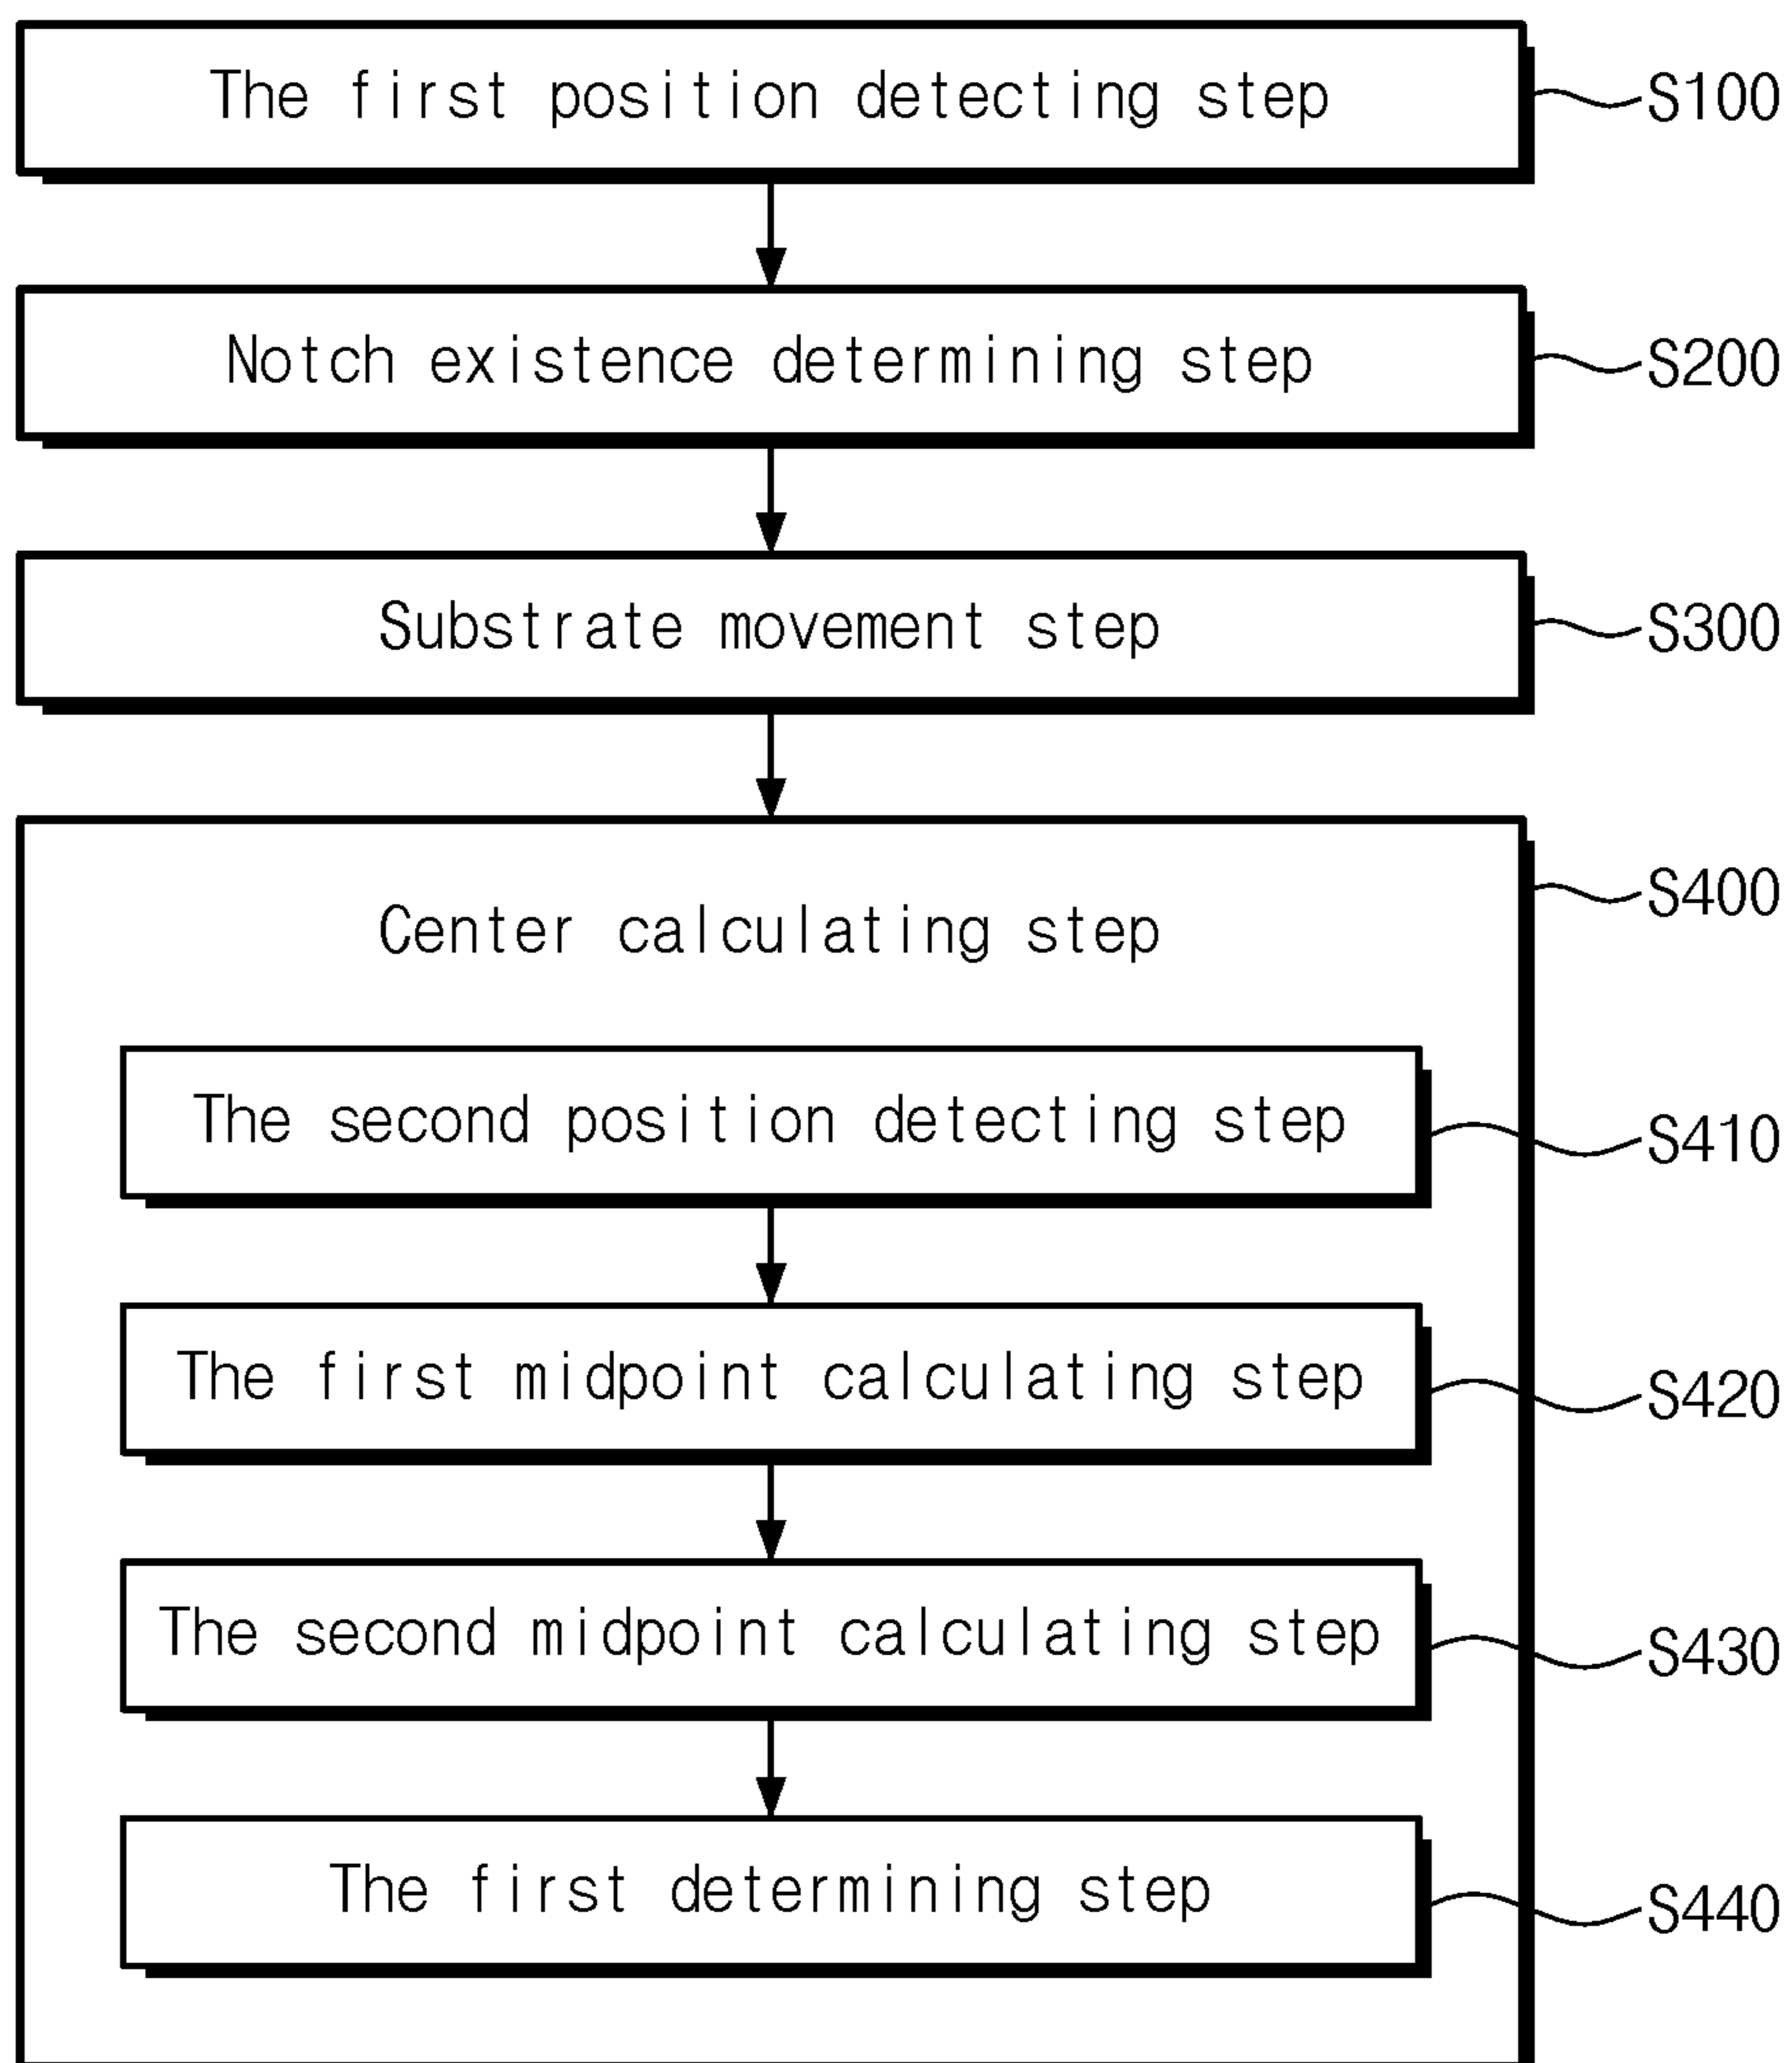 The first position detecting step
S100
Notch existence determining step
S200
Substrate movement step
S300
S400
Center calculating step
The second position detecting step
S410
The first midpoint calculating step
S420
The second midpoint calculating step
S430
The first determining step
S440